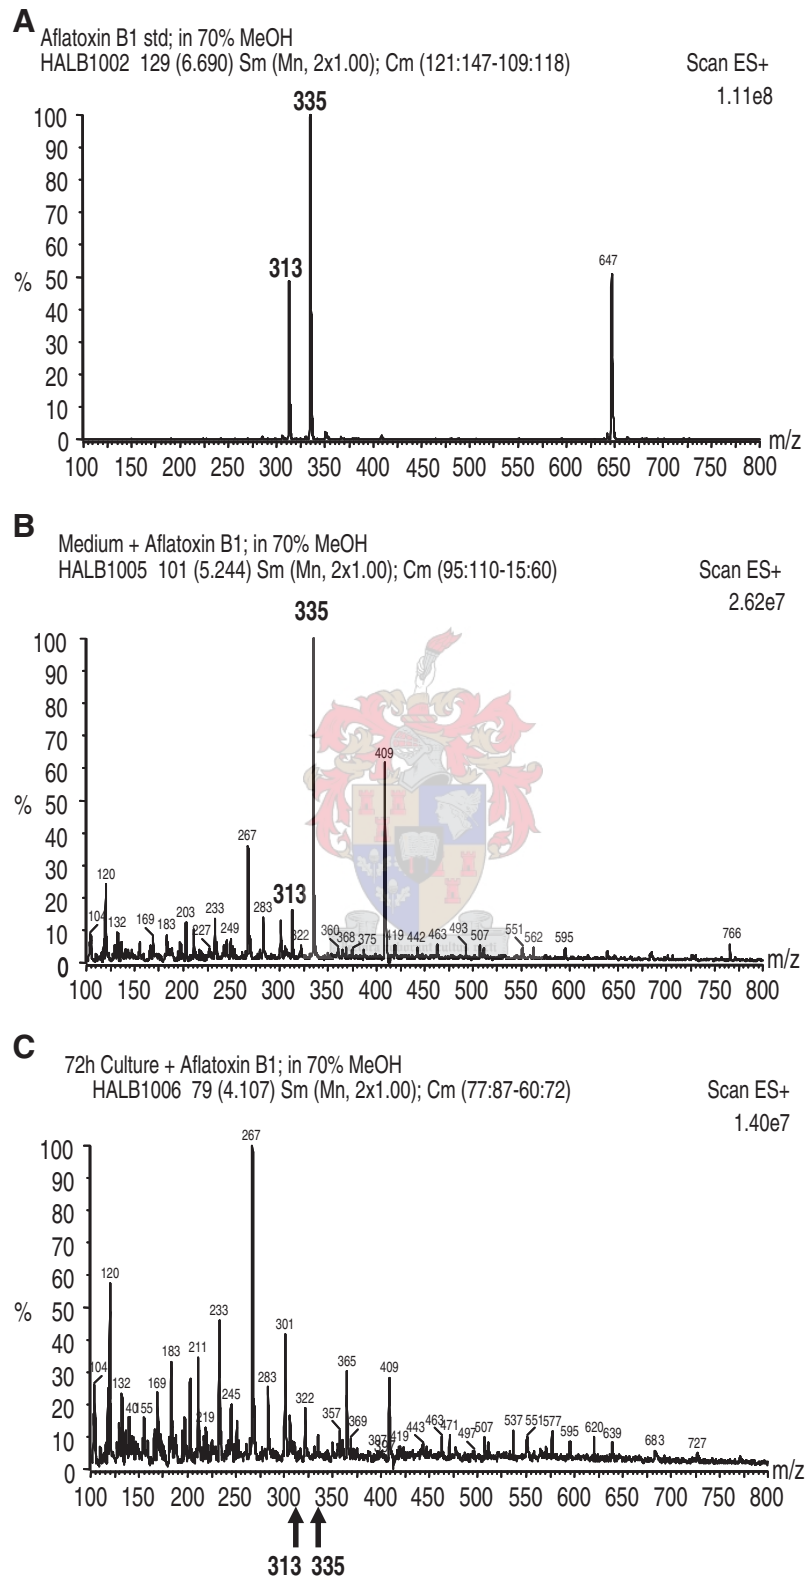 A
Aflatoxin B1 std; in 70% MeOH
HALB1002 129 (6.690) Sm (Mn, 2x1.00); Cm (121:147-109:118)
Scan ES+
1.11e8
335
313
647
100
90
80
70
60
%
50
40
30
20
10
0
m/z
100 150 200 250 300 350 400 450 500 550 600 650 700 750 800
B
Medium + Aflatoxin B1; in 70% MeOH
HALB1005 101 (5.244) Sm (Mn, 2x1.00); Cm (95:110-15:60)
Scan ES+
2.62e7
335
409
267
120
313
104 132 169 183 203 227 233 249 283 322 360 368 375 419 442 463 493 507 551 562 595 766
100
90
80
70
60
%
50
40
30
20
10
0
m/z
100 150 200 250 300 350 400 450 500 550 600 650 700 750 800
C
72h Culture + Aflatoxin B1; in 70% MeOH
HALB1006 79 (4.107) Sm (Mn, 2x1.00); Cm (77:87-60:72)
Scan ES+
1.40e7
267
120
233
301
183 211 365 409
104 132 169 283
155 219 245 322 357 369 419 443 463 471 497 507 537 551 577 595 620 639 683 727
100
90
80
70
60
%
50
40
30
20
10
0
m/z
100 150 200 250 300 350 400 450 500 550 600 650 700 750 800
313 335